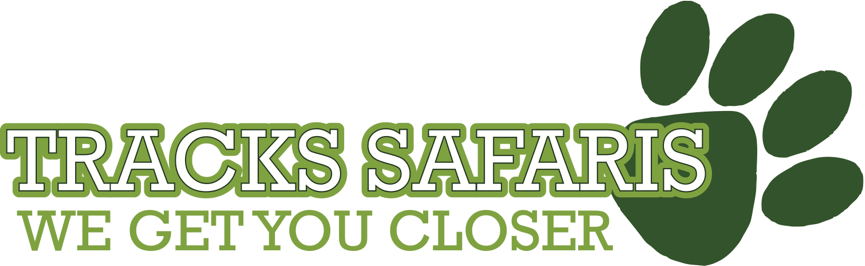 TRACKS SAFARIS
WE GET YOU CLOSER